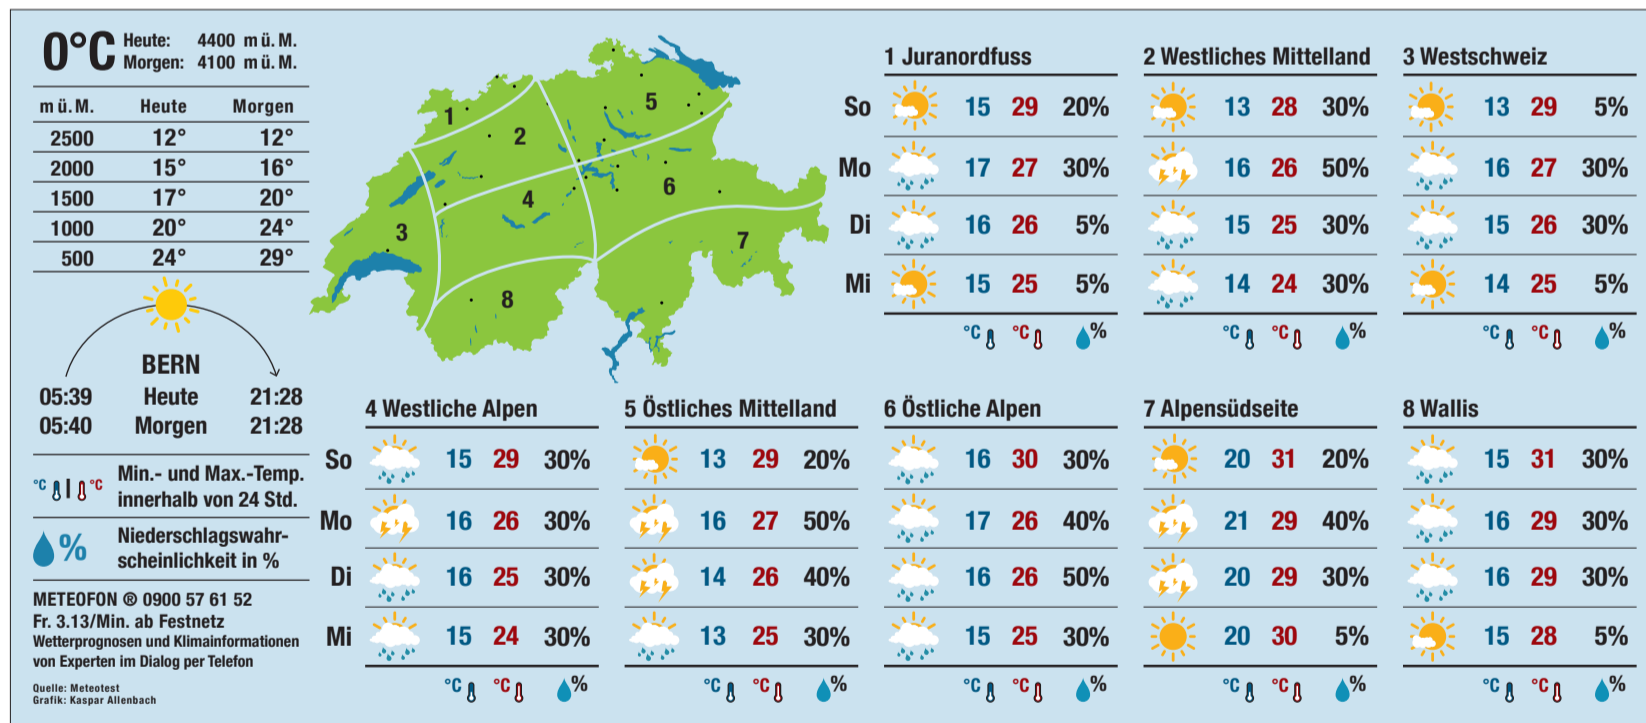 0°C
Heute: 4400 m ü. M.
Morgen: 4100 m ü. M.
m ü. M. Heute Morgen
2500 12° 12°
2000 15° 16°
1500 17° 20°
1000 20° 24°
500 24° 29°
BERN
05:39 Heute 21:28
05:40 Morgen 21:28
°C | °C Min.- und Max.-Temp.
innerhalb von 24 Std.
% Niederschlagswahr-
scheinlichkeit in %
METEOFON ® 0900 57 61 52
Fr. 3.13/Min. ab Festnetz
Wetterprognosen und Klimainformationen
von Experten im Dialog per Telefon
Quelle: Meteotest
Grafik: Kaspar Allenbach
1
2
3
4
5
6
7
8
1 Juranordfuss 2 Westliches Mittelland 3 Westschweiz
So 15 29 20% 13 28 30% 13 29 5%
Mo 17 27 30% 16 26 50% 16 27 30%
Di 16 26 5% 15 25 30% 15 26 30%
Mi 15 25 5% 14 24 30% 14 25 5%
°C °C % °C °C % °C °C %
4 Westliche Alpen 5 Östliches Mittelland 6 Östliche Alpen 7 Alpensüdseite 8 Wallis
So 15 29 30% 13 29 20% 16 30 30% 20 31 20% 15 31 30%
Mo 16 26 30% 16 27 50% 17 26 40% 21 29 40% 16 29 30%
Di 16 25 30% 14 26 40% 16 26 50% 20 29 30% 16 29 30%
Mi 15 24 30% 13 25 30% 15 25 30% 20 30 5% 15 28 5%
°C °C % °C °C % °C °C % °C °C % °C °C %